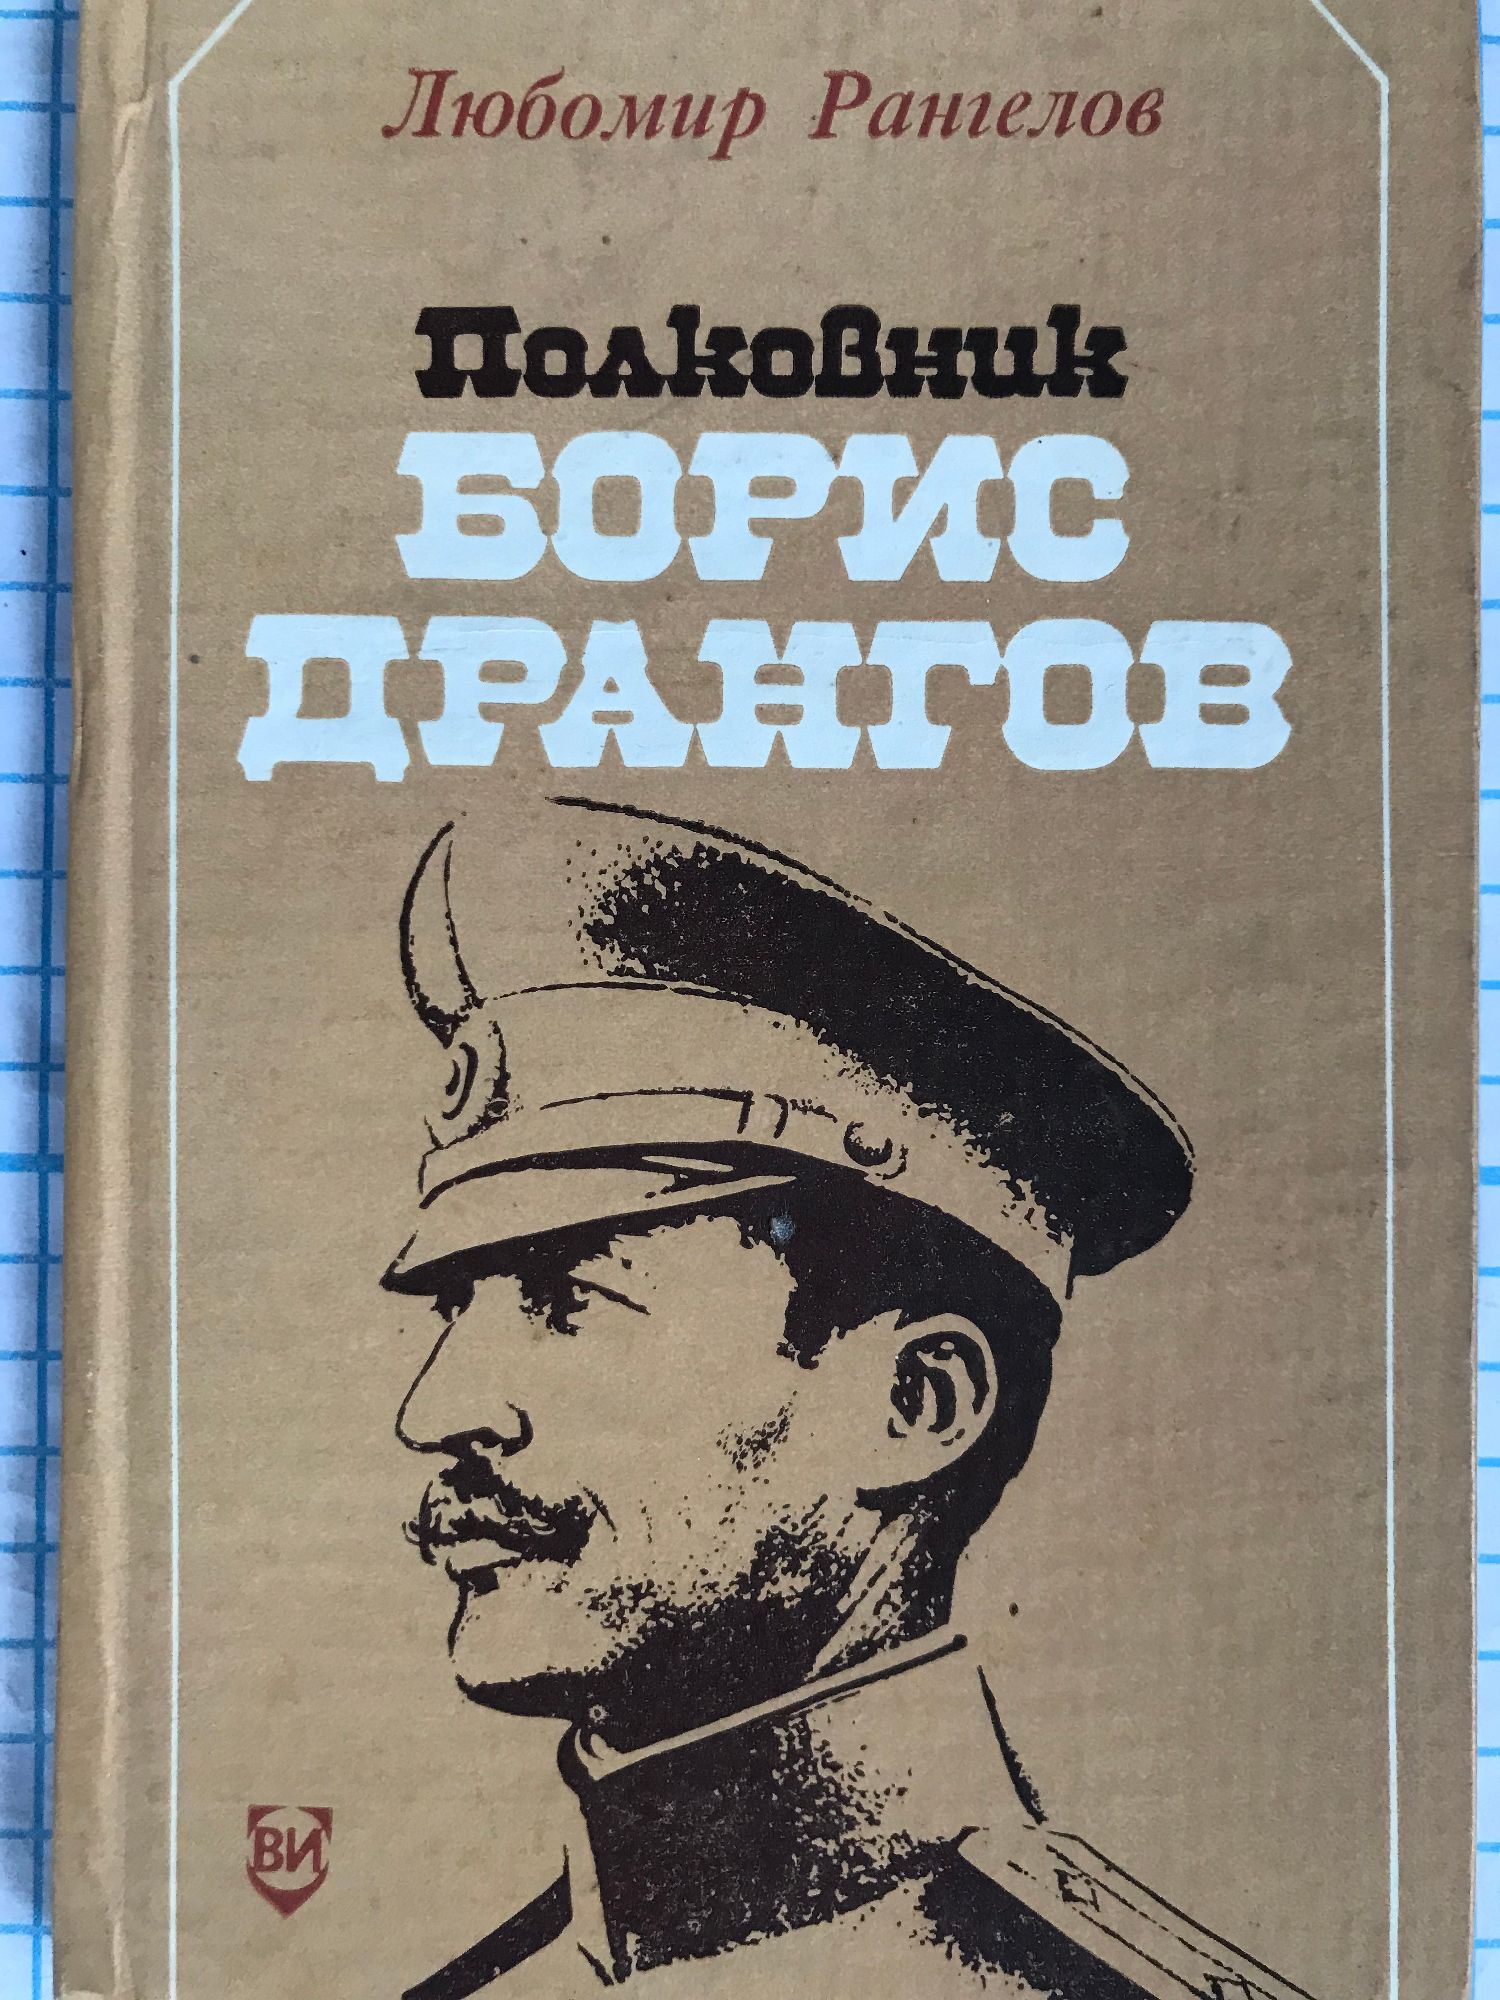 Любомир Рангелов
Полковник
БОРИС
ДРАНГОВ
ВИ